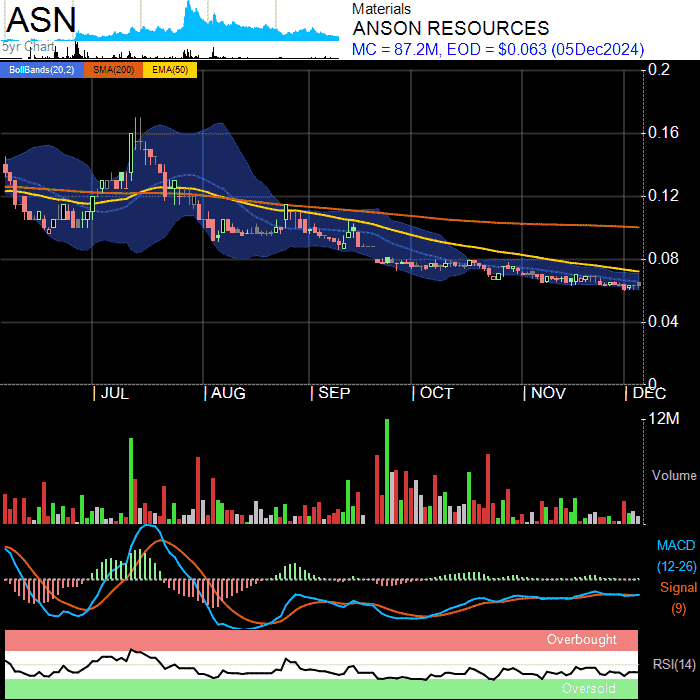 ASN
5yr Chart
Materials
ANSON RESOURCES
MC = 87.2M, EOD = $0.063 (05Dec2024)
BollBands(20,2) SMA(200) EMA(50)
0.2
0.16
0.12
0.08
0.04
0
| JUL | AUG | SEP | OCT | NOV | DEC
12M
Volume
MACD
(12-26)
Signal
(9)
Overbought
RSI(14)
Oversold